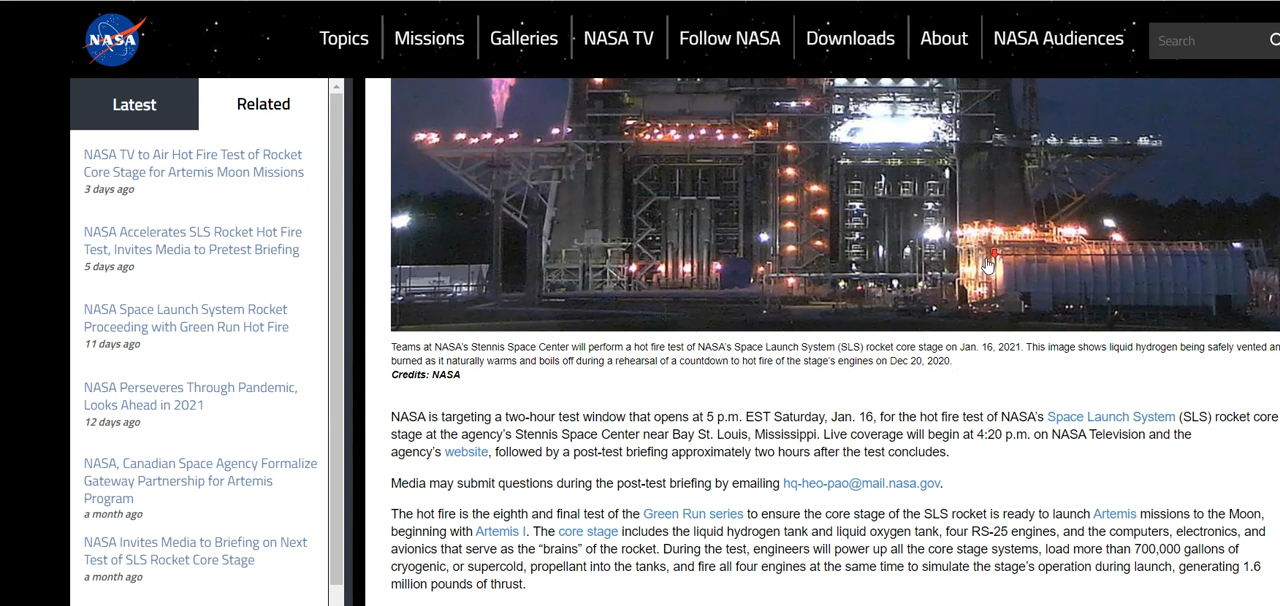 NASA
Topics
Missions
Galleries
NASA TV
Follow NASA
Downloads
About
NASA Audiences
Search
Latest
Related
NASA TV to Air Hot Fire Test of Rocket
Core Stage for Artemis Moon Missions
3 days ago
NASA Accelerates SLS Rocket Hot Fire
Test, Invites Media to Pretest Briefing
5 days ago
NASA Space Launch System Rocket
Proceeding with Green Run Hot Fire
11 days ago
NASA Perseveres Through Pandemic,
Looks Ahead in 2021
12 days ago
NASA, Canadian Space Agency Formalize
Gateway Partnership for Artemis
Program
a month ago
NASA Invites Media to Briefing on Next
Test of SLS Rocket Core Stage
a month ago
Teams at NASA's Stennis Space Center will perform a hot fire test of NASA's Space Launch System (SLS) rocket core stage on Jan. 16, 2021. This image shows liquid hydrogen being safely vented an
burned as it naturally warms and boils off during a rehearsal of a countdown to hot fire of the stage's engines on Dec 20, 2020.
Credits: NASA
NASA is targeting a two-hour test window that opens at 5 p.m. EST Saturday, Jan. 16, for the hot fire test of NASA's Space Launch System (SLS) rocket core
stage at the agency's Stennis Space Center near Bay St. Louis, Mississippi. Live coverage will begin at 4:20 p.m. on NASA Television and the
agency's website, followed by a post-test briefing approximately two hours after the test concludes.
Media may submit questions during the post-test briefing by emailing hq-heo-pao@mail.nasa.gov.
The hot fire is the eighth and final test of the Green Run series to ensure the core stage of the SLS rocket is ready to launch Artemis missions to the Moon,
beginning with Artemis I. The core stage includes the liquid hydrogen tank and liquid oxygen tank, four RS-25 engines, and the computers, electronics, and
avionics that serve as the “brains” of the rocket. During the test, engineers will power up all the core stage systems, load more than 700,000 gallons of
cryogenic, or supercold, propellant into the tanks, and fire all four engines at the same time to simulate the stage's operation during launch, generating 1.6
million pounds of thrust.